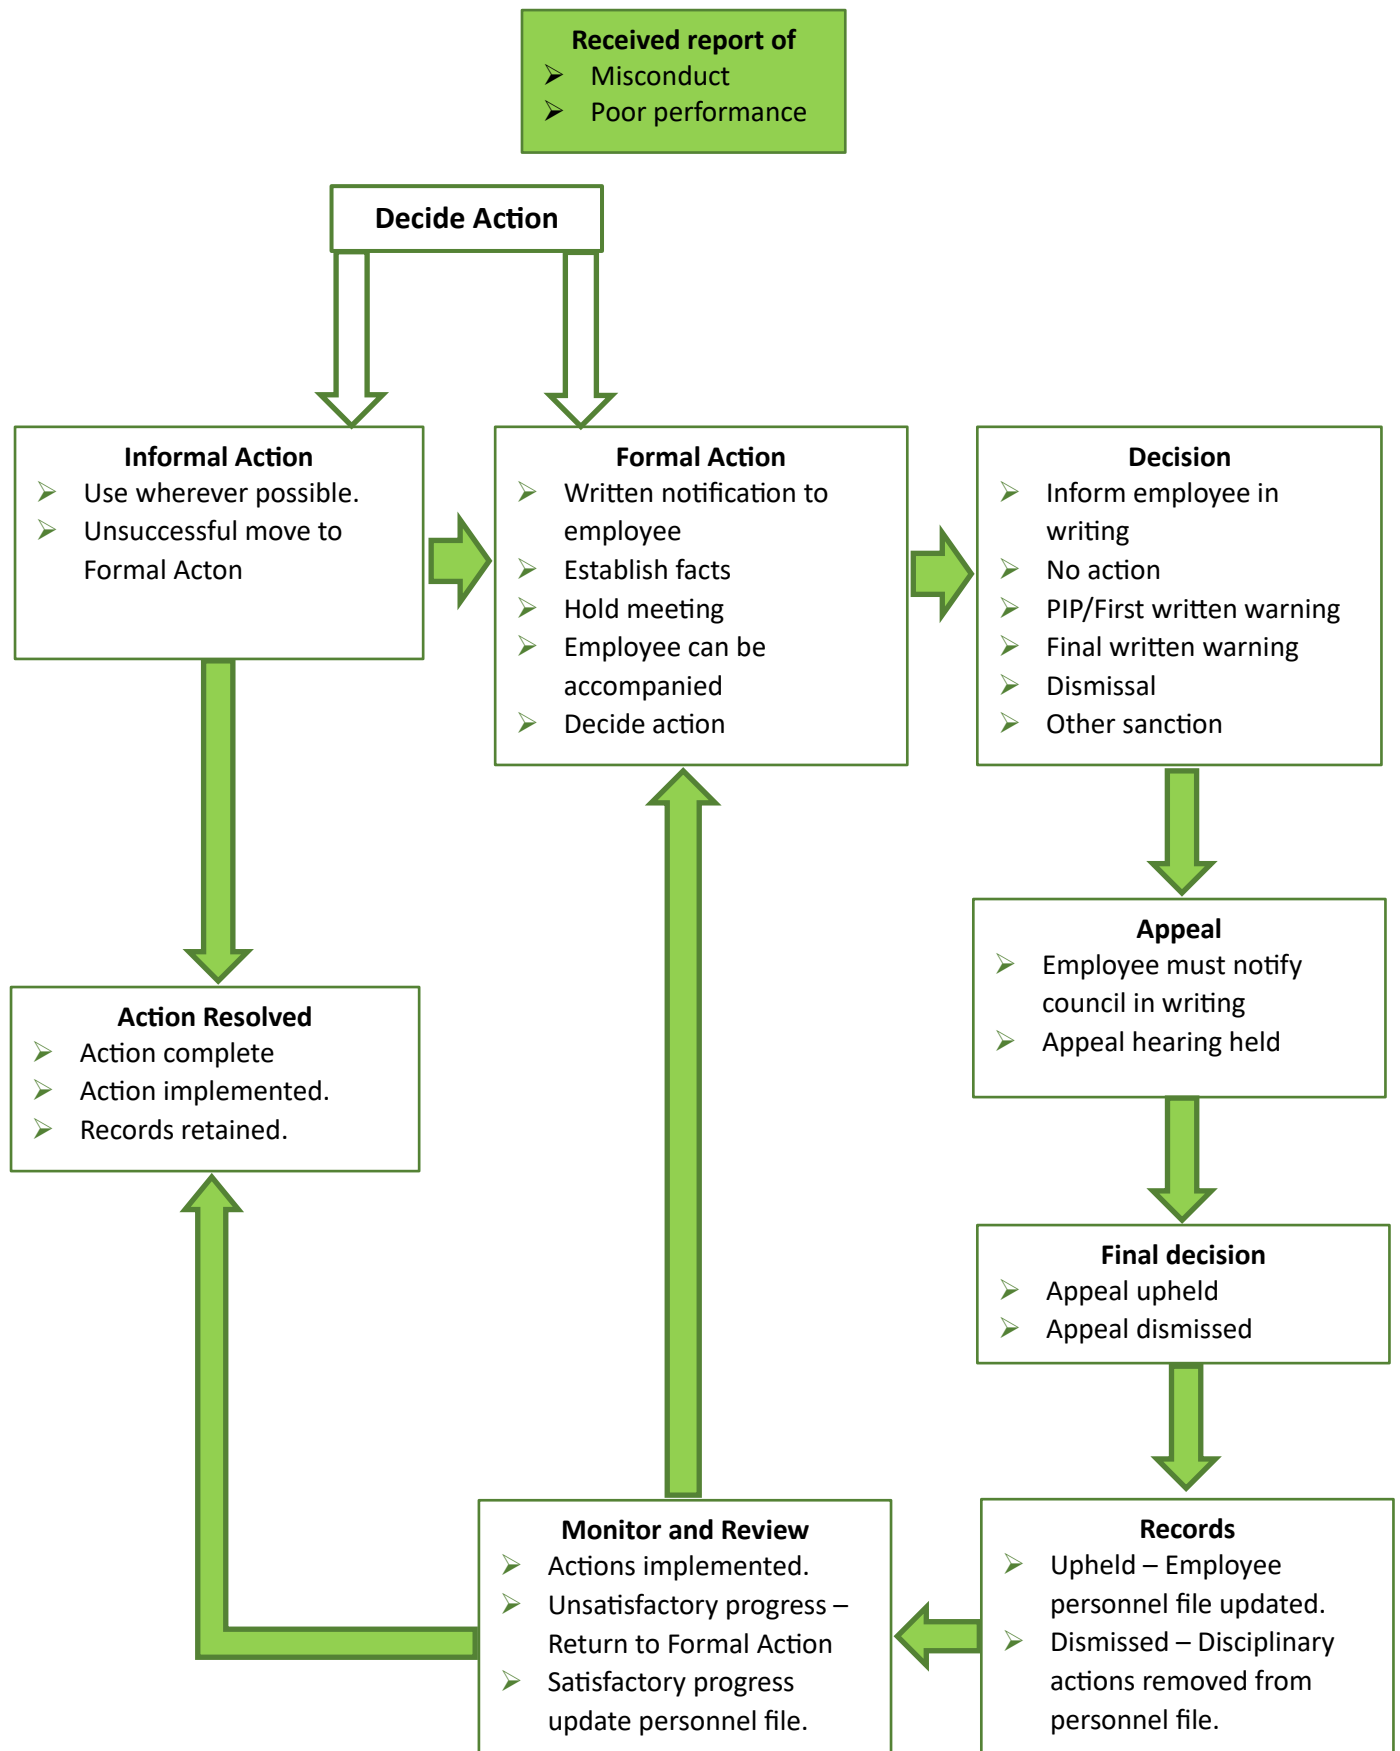 Received report of
➢ Misconduct
➢ Poor performance
Decide Action
Informal Action
➢ Use wherever possible.
➢ Unsuccessful move to
Formal Acton
Formal Action
➢ Written notification to
employee
➢ Establish facts
➢ Hold meeting
➢ Employee can be
accompanied
➢ Decide action
Decision
➢ Inform employee in
writing
➢ No action
➢ PIP/First written warning
➢ Final written warning
➢ Dismissal
➢ Other sanction
Appeal
➢ Employee must notify
council in writing
➢ Appeal hearing held
Action Resolved
➢ Action complete
➢ Action implemented.
➢ Records retained.
Final decision
➢ Appeal upheld
➢ Appeal dismissed
Monitor and Review
➢ Actions implemented.
➢ Unsatisfactory progress –
Return to Formal Action
➢ Satisfactory progress
update personnel file.
Records
➢ Upheld – Employee
personnel file updated.
➢ Dismissed – Disciplinary
actions removed from
personnel file.